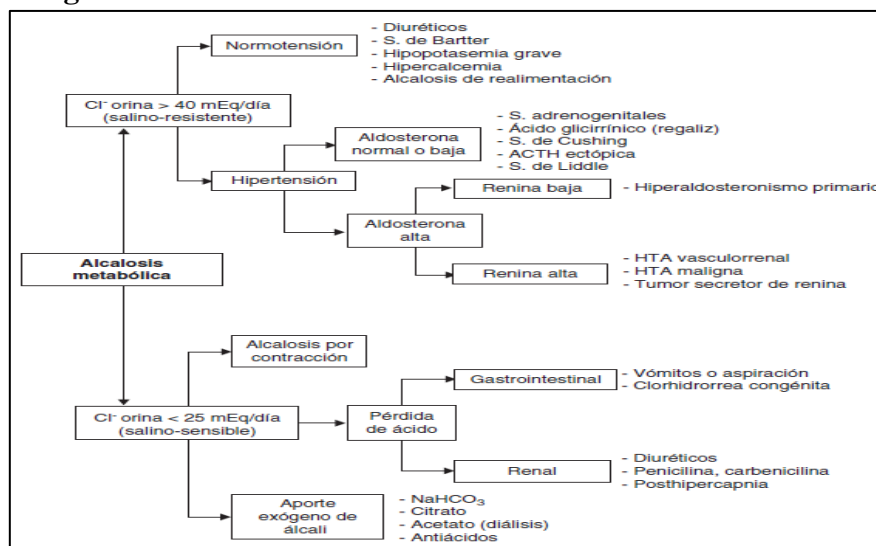 - Diuréticos
- S. de Bartter
- Hipopotasemia grave
- Hipercalcemia
- Alcalosis de realimentación
Normotensión
Cl- orina > 40 mEq/día
(salino-resistente)
Hipertensión
Aldosterona
normal o baja
- S. adrenogenitales
- Ácido glicirrínico (regaliz)
- S. de Cushing
- ACTH ectópica
- S. de Liddle
Aldosterona
alta
Renina baja
- Hiperaldosteronismo primario
Renina alta
- HTA vasculorrenal
- HTA maligna
- Tumor secretor de renina
Alcalosis
metabólica
Alcalosis por
contracción
Cl- orina < 25 mEq/día
(salino-sensible)
Pérdida
de ácido
Gastrointestinal
- Vómitos o aspiración
- Clorhidrorrea congénita
Renal
- Diuréticos
- Penicilina, carbenicilina
- Posthipercapnia
Aporte
exógeno de
álcali
- NaHCO3
- Citrato
- Acetato (diálisis)
- Antiácidos